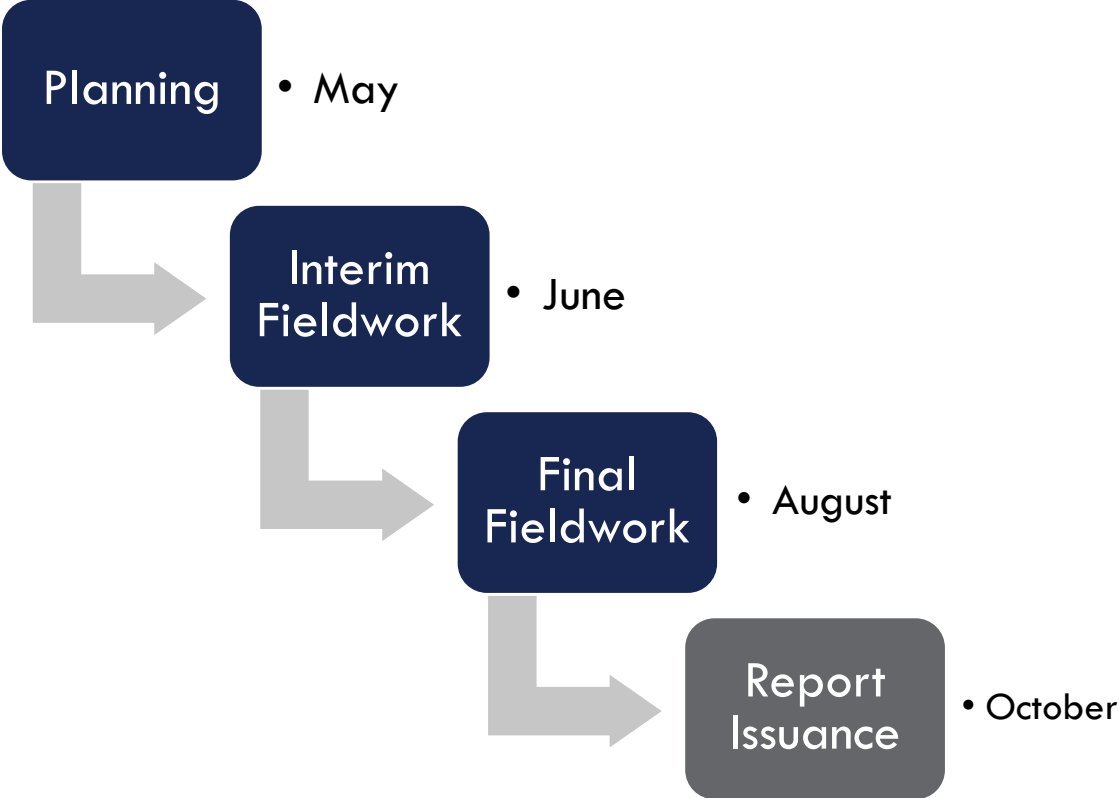 Planning
• May
Interim
Fieldwork
• June
Final
Fieldwork
• August
Report
Issuance
• October